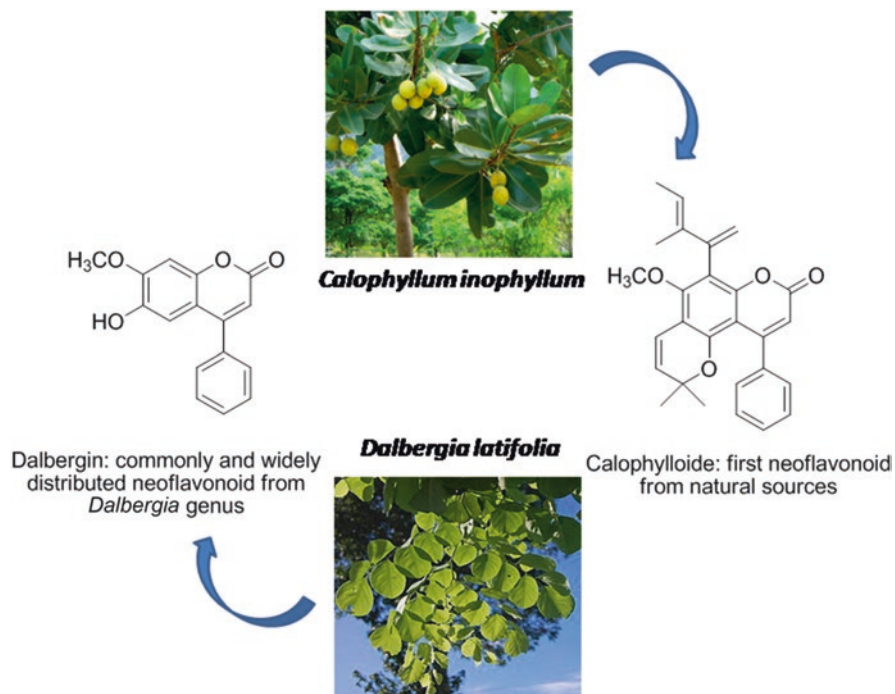 Calophyllum inophyllum
H₃CO
O
O
HO
H₃CO
O
O
O
Dalbergia latifolia
Dalbergin: commonly and widely
distributed neoflavonoid from
Dalbergia genus
Calophylloide: first neoflavonoid
from natural sources